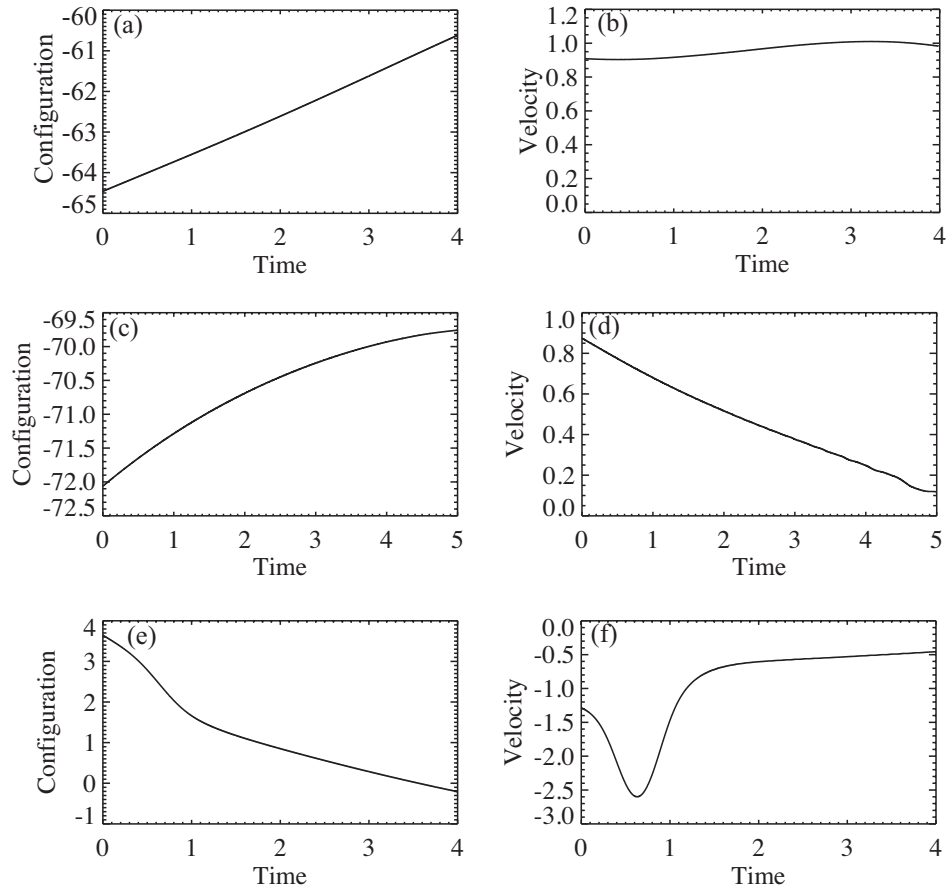 (a)
Configuration
-60
-61
-62
-63
-64
-65
0 1 2 3 4
Time
(b)
Velocity
1.2
1.0
0.8
0.6
0.4
0.2
0.0
0 1 2 3 4
Time
(c)
Configuration
-69.5
-70.0
-70.5
-71.0
-71.5
-72.0
-72.5
0 1 2 3 4 5
Time
(d)
Velocity
1.0
0.8
0.6
0.4
0.2
0.0
0 1 2 3 4 5
Time
(e)
Configuration
4
3
2
1
0
-1
0 1 2 3 4
Time
(f)
Velocity
0.0
-0.5
-1.0
-1.5
-2.0
-2.5
-3.0
0 1 2 3 4
Time